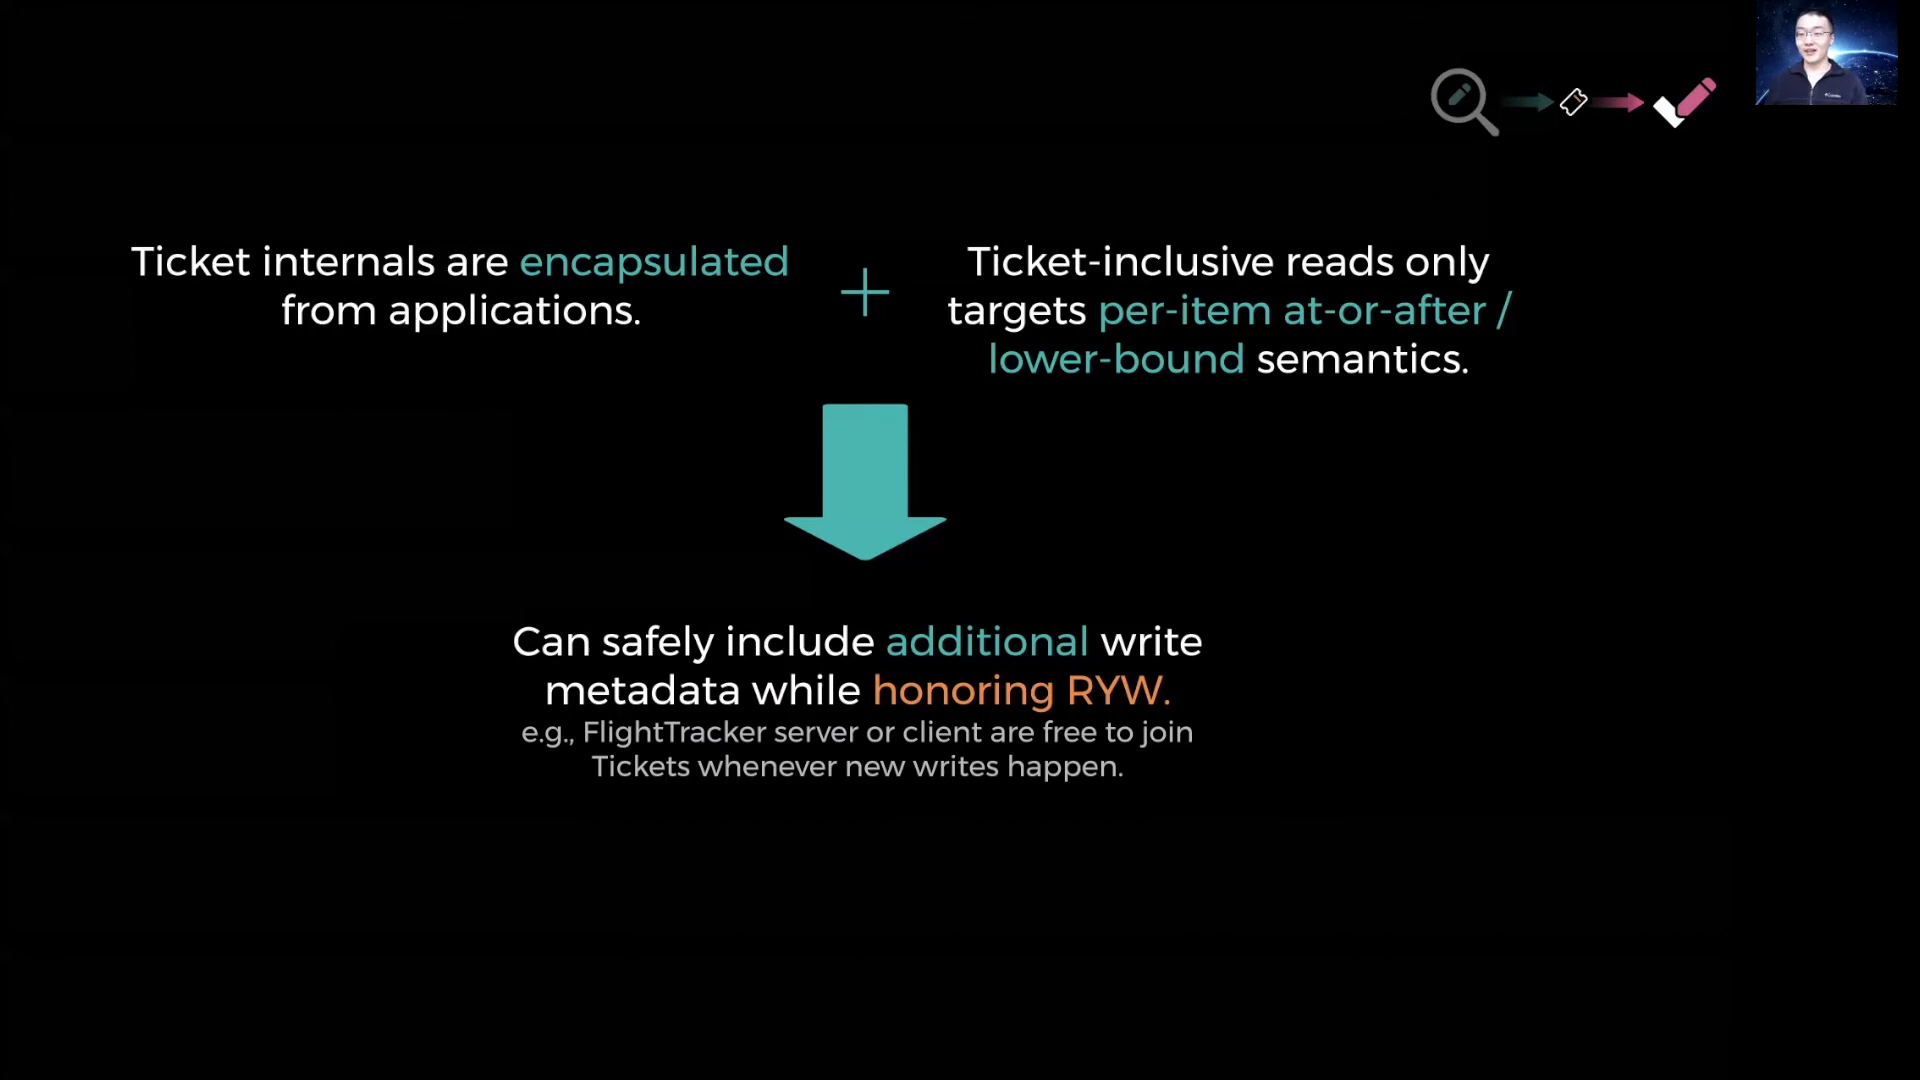 Ticket internals are encapsulated
from applications.
+
Ticket-inclusive reads only
targets per-item at-or-after /
lower-bound semantics.
Can safely include additional write
metadata while honoring RYW.
e.g., FlightTracker server or client are free to join
Tickets whenever new writes happen.